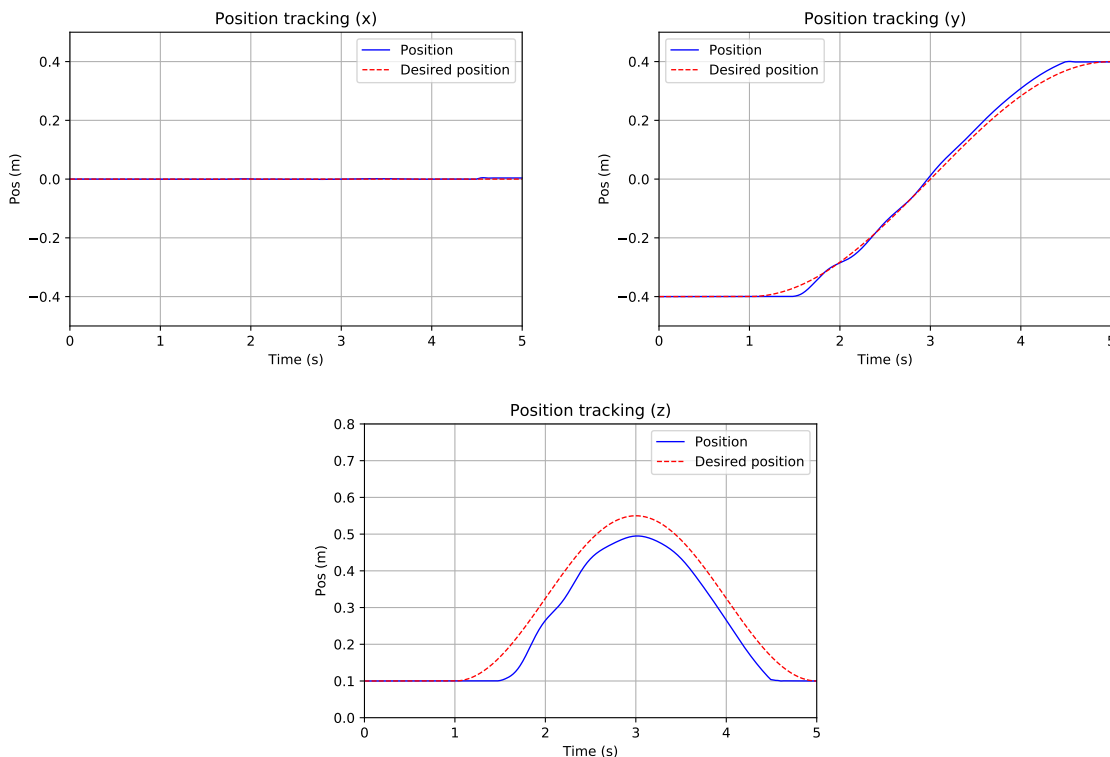 Position tracking (x)
Position
Desired position
0.4
0.2
0.0
−0.2
−0.4
Pos (m)
0 1 2 3 4 5
Time (s)
Position tracking (y)
Position
Desired position
0.4
0.2
0.0
−0.2
−0.4
Pos (m)
0 1 2 3 4 5
Time (s)
Position tracking (z)
Position
Desired position
0.8
0.7
0.6
0.5
0.4
0.3
0.2
0.1
0.0
Pos (m)
0 1 2 3 4 5
Time (s)